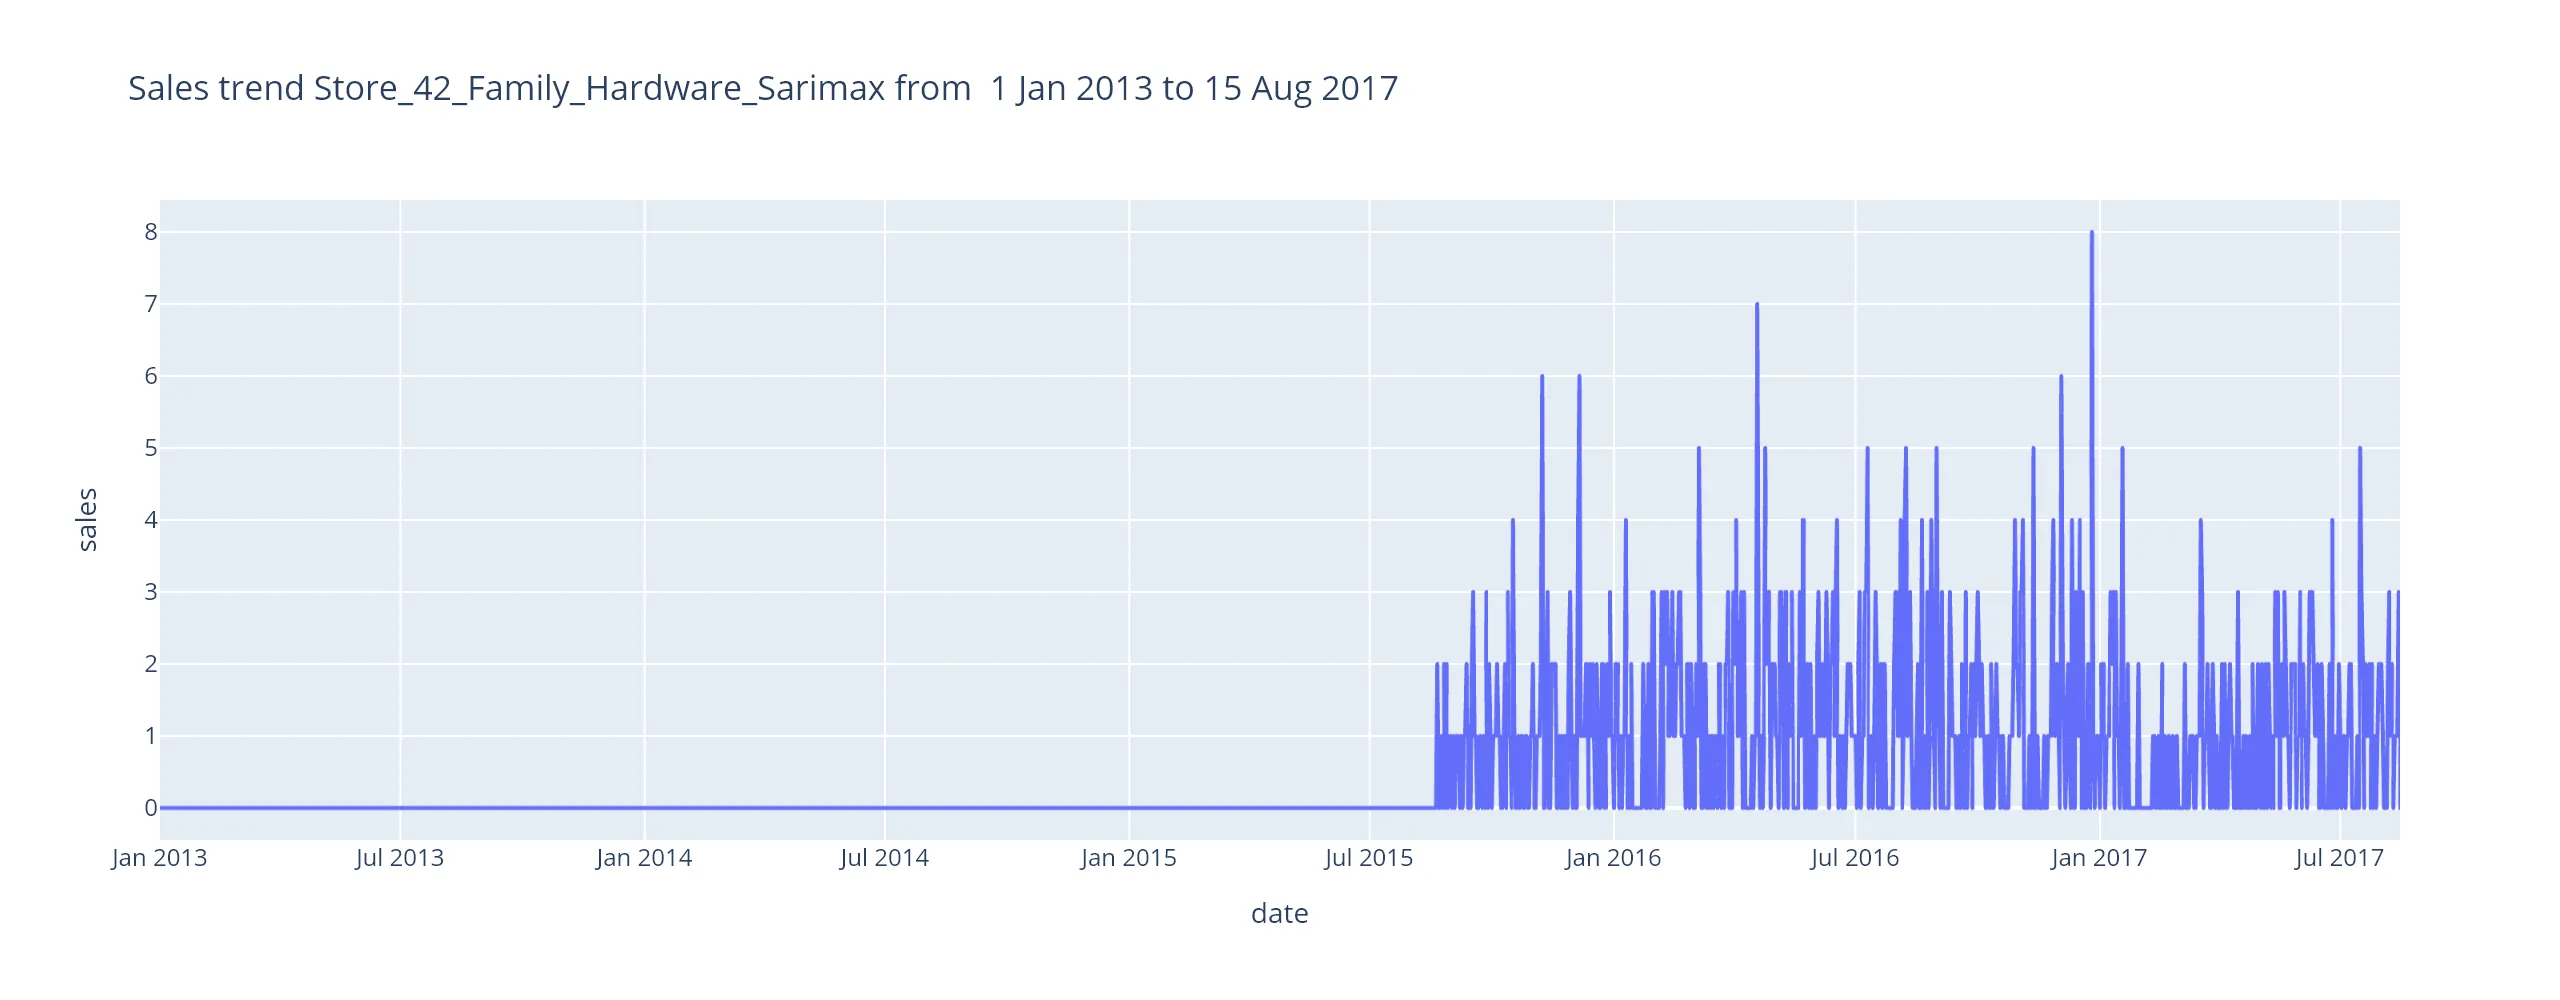 Sales trend Store_42_Family_Hardware_Sarimax from  1 Jan 2013 to 15 Aug 2017
8
7
6
5
4
3
2
1
0
sales
Jan 2013 Jul 2013 Jan 2014 Jul 2014 Jan 2015 Jul 2015 Jan 2016 Jul 2016 Jan 2017 Jul 2017
date